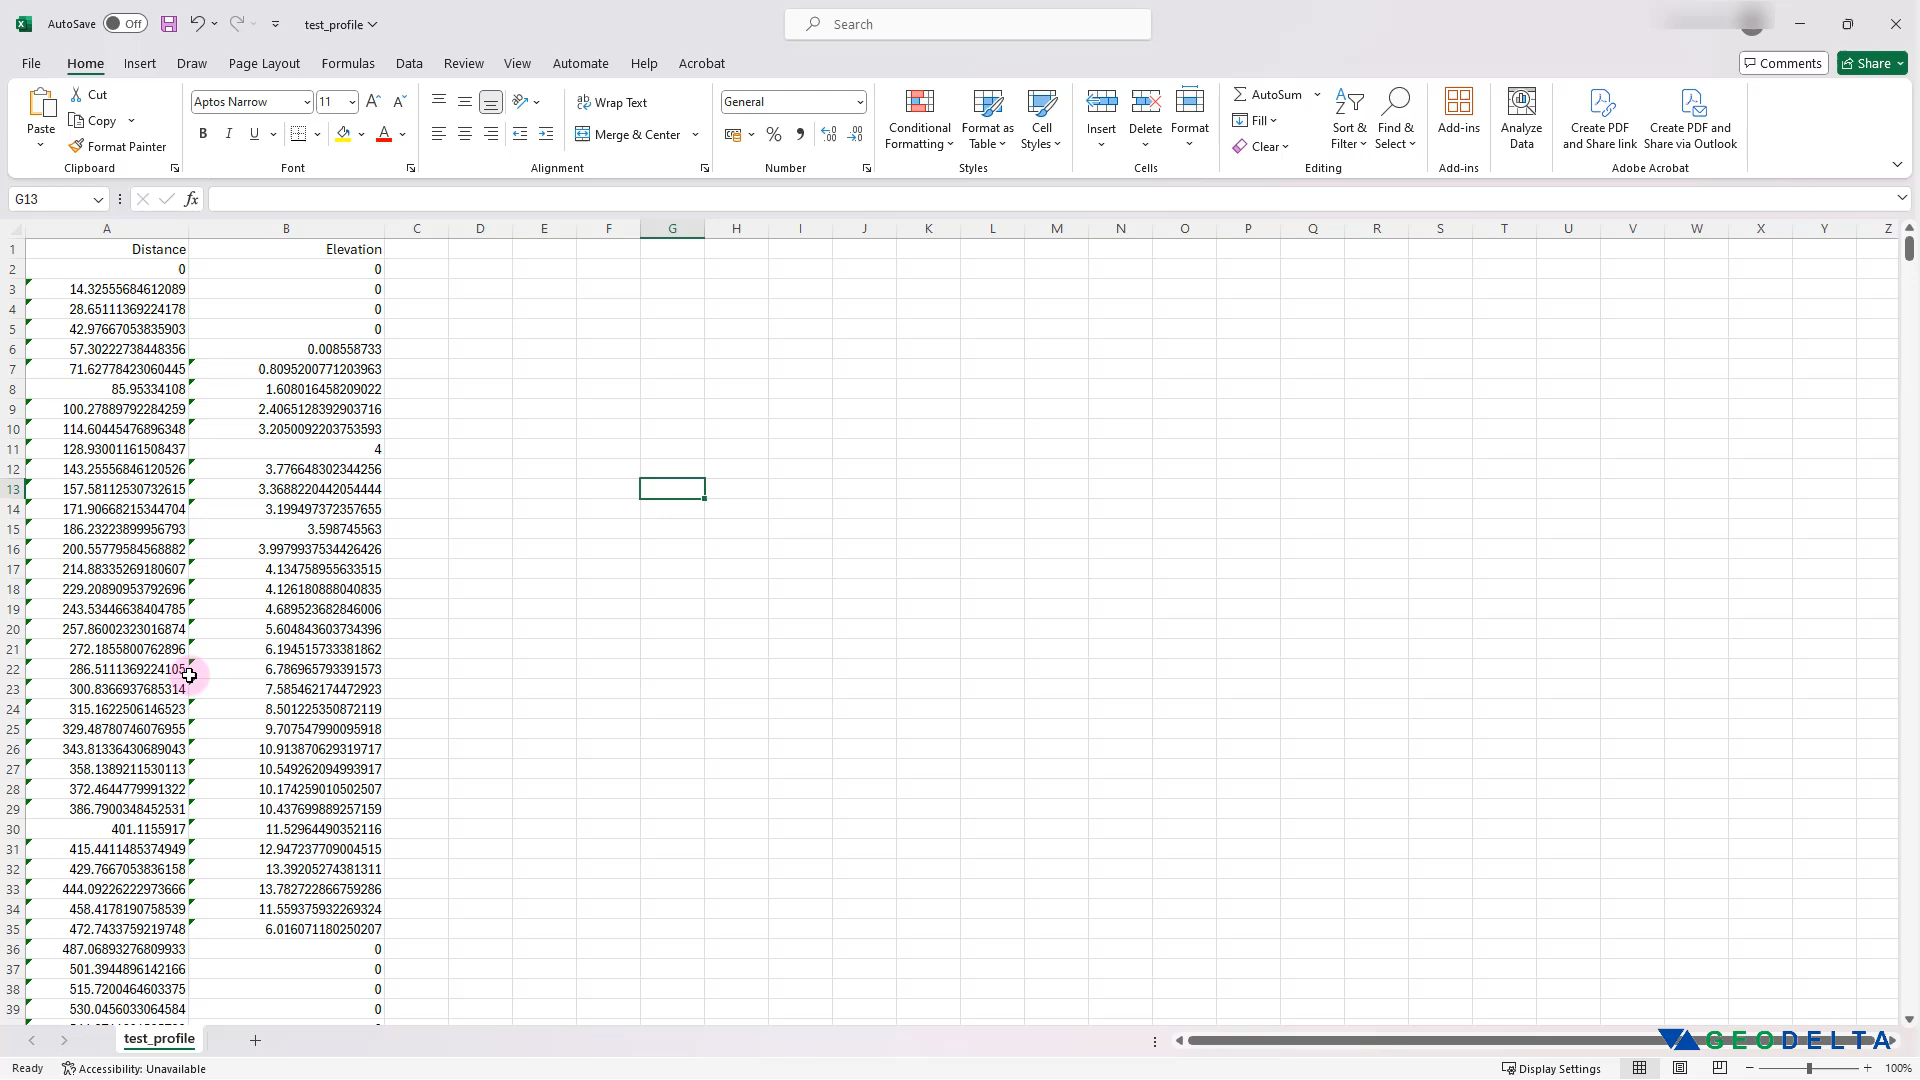 AutoSave Off test_profile Search
File Home Insert Draw Page Layout Formulas Data Review View Automate Help Acrobat Comments Share
Paste Cut Copy Format Painter Clipboard
Aptos Narrow 11 A A B I U A Font
Wrap Text Merge & Center Alignment
General % , Number
Conditional Formatting Format as Table Cell Styles Styles
Insert Delete Format Cells
AutoSum Fill Clear Sort & Filter Find & Select Editing
Add-ins Add-ins
Analyze Data
Create PDF and Share link Create PDF and Share via Outlook Adobe Acrobat
G13 fx
A B C D E F G H I J K L M N O P Q R S T U V W X Y Z
1 Distance Elevation
2 0 0
3 14.32555684612089 0
4 28.65111369224178 0
5 42.97667053835903 0
6 57.30222738448356 0.008558733
7 71.62778423060445 0.8095200771203963
8 85.95334108 1.608016458209022
9 100.27889792284259 2.4065128392903716
10 114.60445476896348 3.2050092203753593
11 128.93001161508437 4
12 143.25556846120526 3.776648302344256
13 157.58112530732615 3.3688220442054444
14 171.90668215344704 3.199497372357655
15 186.23223899956793 3.598745563
16 200.55779584568882 3.9979937534426426
17 214.88335269180607 4.134758955633515
18 229.20890953792696 4.126180888040835
19 243.53446638404785 4.689523682846006
20 257.86002323016874 5.604843603734396
21 272.1855800762896 6.194515733381862
22 286.5111369224105 6.786965793391573
23 300.8366937685314 7.585462174472923
24 315.1622506146523 8.501225350872119
25 329.48780746076955 9.707547990095918
26 343.81336430689043 10.913870629319717
27 358.1389211530113 10.549262094993917
28 372.4644779991322 10.174259010502507
29 386.7900348452531 10.437699889257159
30 401.1155917 11.52964490352116
31 415.4411485374949 12.947237709004515
32 429.7667053836158 13.39205274381311
33 444.09226222973666 13.782722866759286
34 458.4178190758539 11.559375932269324
35 472.7433759219748 6.016071180250207
36 487.06893276809933 0
37 501.3944896142166 0
38 515.7200464603375 0
39 530.0456033064584 0
test_profile
GEODELTA
Ready Accessibility: Unavailable Display Settings 100%